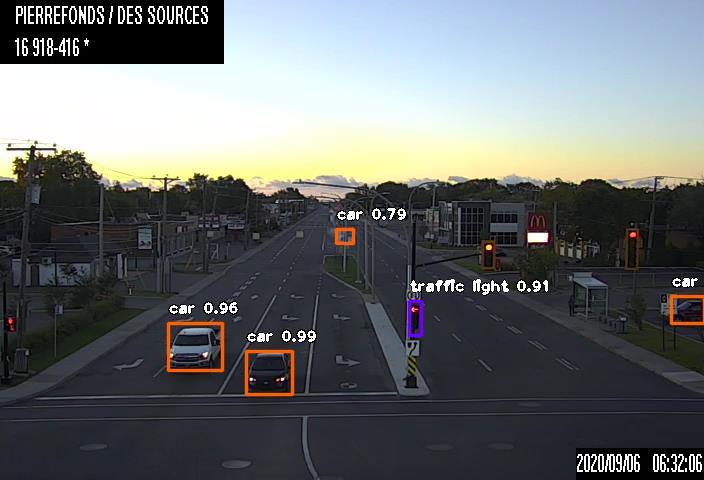 PIERREFONDS / DES SOURCES
16 918-416 *
car 0.79
traffic light 0.91
car
car 0.96
car 0.99
2020/09/06 06:32:06